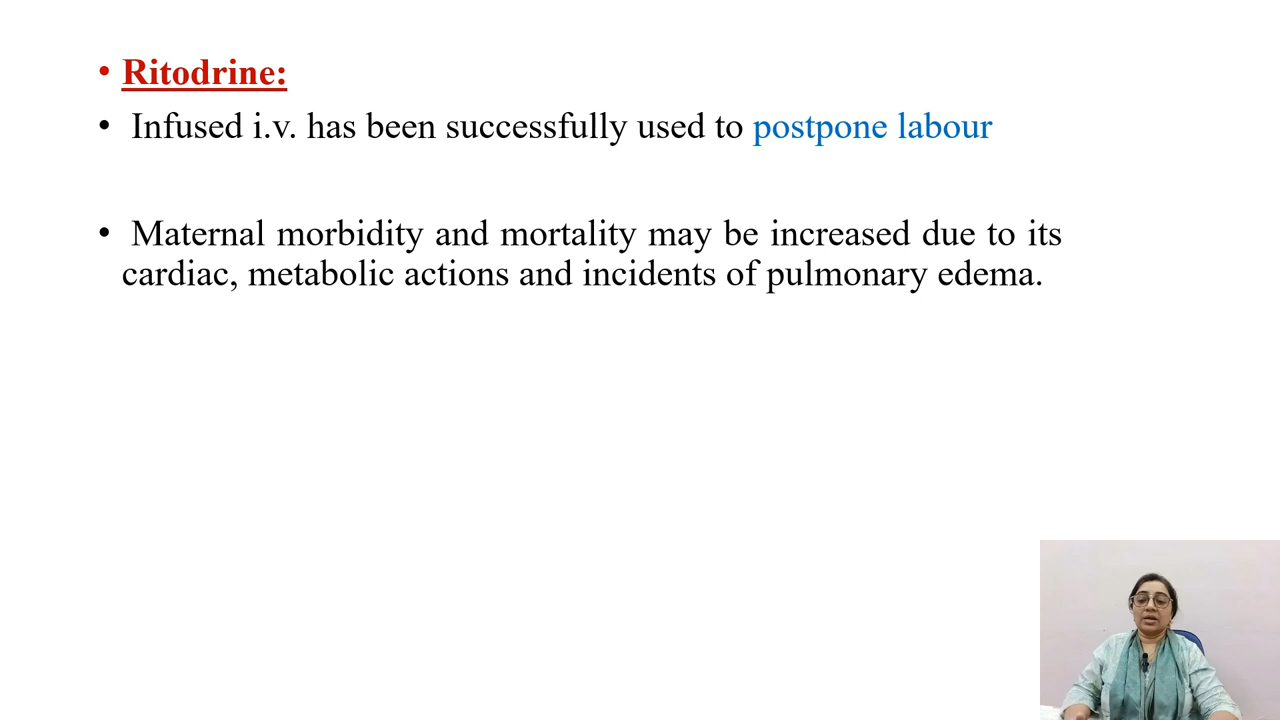 • Ritodrine:
• Infused i.v. has been successfully used to postpone labour
• Maternal morbidity and mortality may be increased due to its
cardiac, metabolic actions and incidents of pulmonary edema.